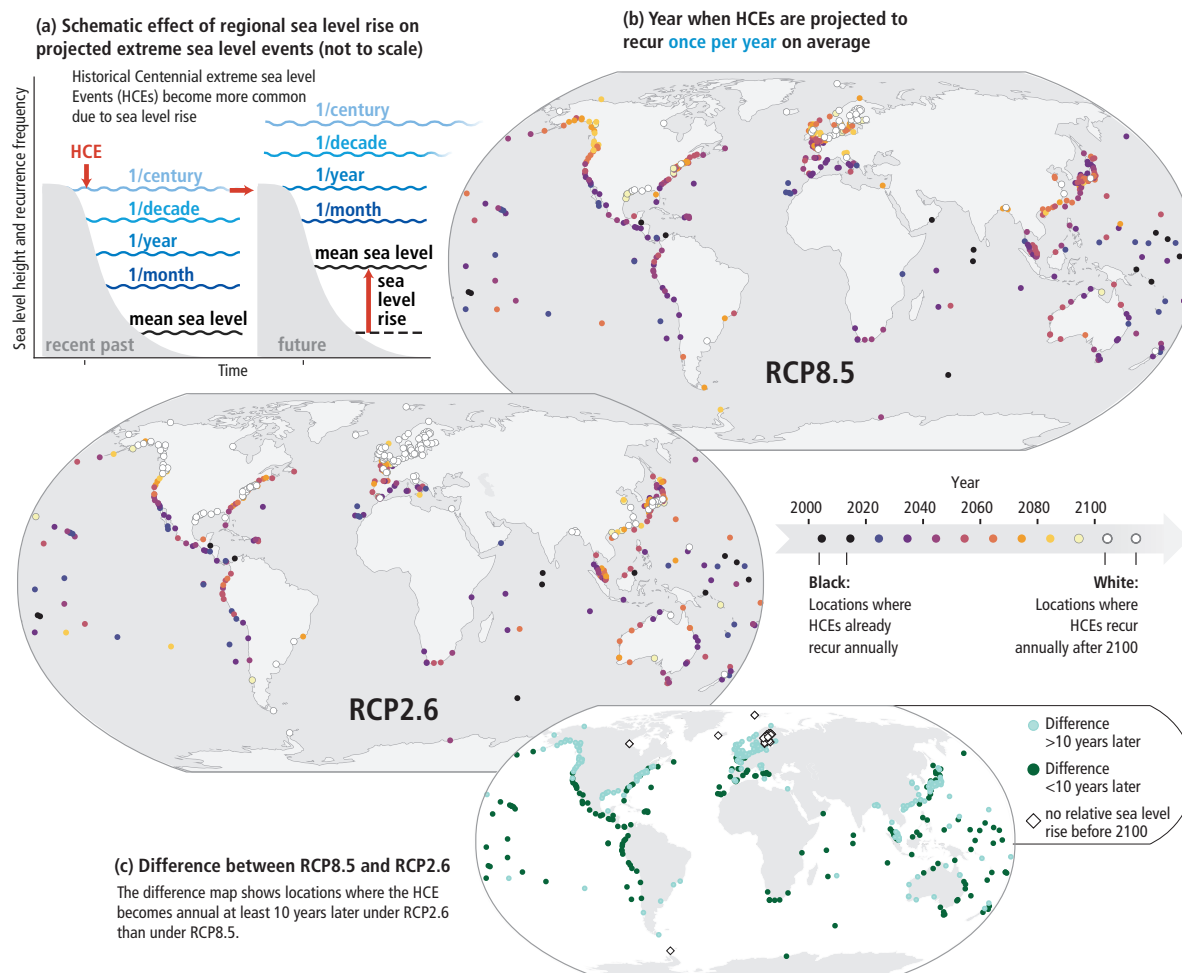 (a) Schematic effect of regional sea level rise on
projected extreme sea level events (not to scale)
Historical Centennial extreme sea level
Events (HCEs) become more common
due to sea level rise
Sea level height and recurrence frequency
HCE
1/century
1/decade
1/year
1/month
mean sea level
recent past
1/century
1/decade
1/year
1/month
mean sea level
sea
level
rise
future
Time
(b) Year when HCEs are projected to
recur once per year on average
RCP8.5
RCP2.6
Year
2000 2020 2040 2060 2080 2100
Black:
Locations where
HCEs already
recur annually
White:
Locations where
HCEs recur
annually after 2100
(c) Difference between RCP8.5 and RCP2.6
The difference map shows locations where the HCE
becomes annual at least 10 years later under RCP2.6
than under RCP8.5.
Difference
>10 years later
Difference
<10 years later
no relative sea level
rise before 2100